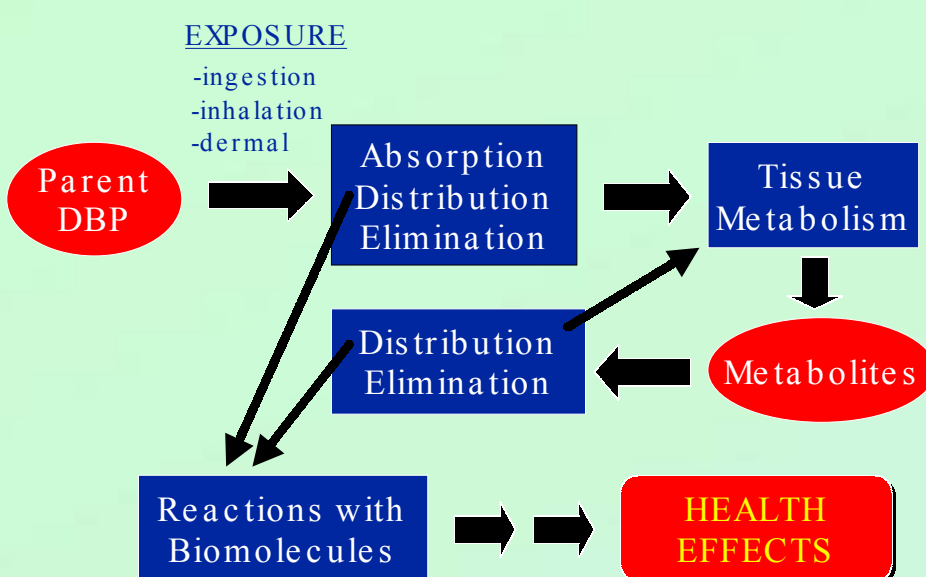 EXPOSURE
-ingestion
-inhalation
-dermal
Parent
DBP
Absorption
Distribution
Elimination
Tissue
Metabolism
Distribution
Elimination
Metabolites
Reactions with
Biomolecules
HEALTH
EFFECTS